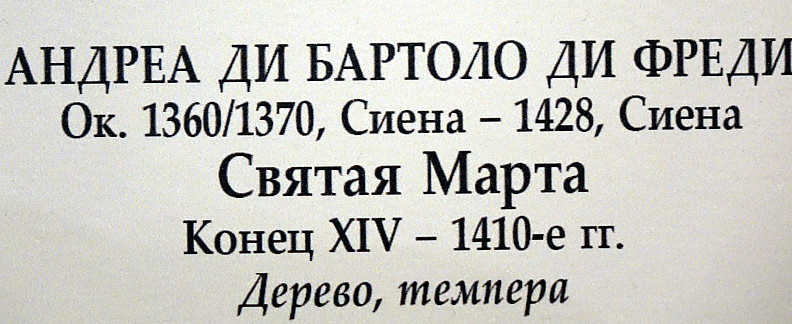 АНДРЕА ДИ БАРТОЛО ДИ ФРЕДИ
Ок. 1360/1370, Сиена – 1428, Сиена
Святая Марта
Конец XIV – 1410-е гг.
Дерево, темпера